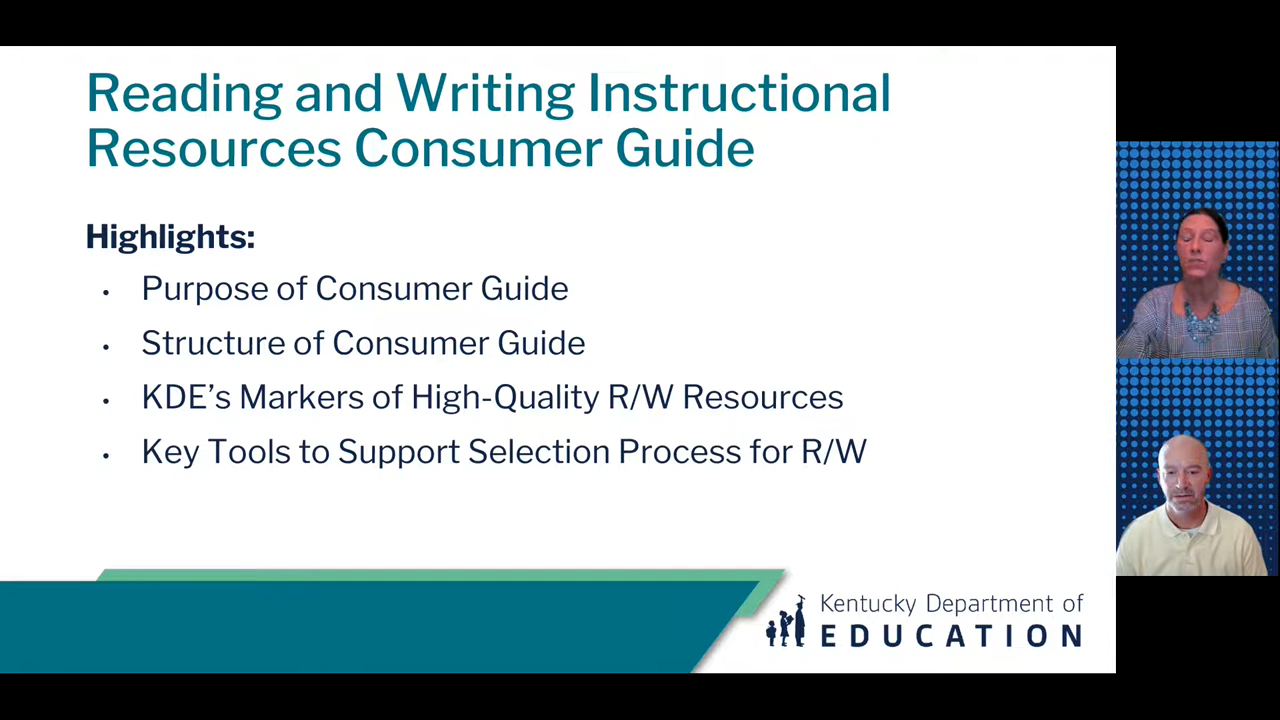 Reading and Writing Instructional
Resources Consumer Guide
Highlights:
• Purpose of Consumer Guide
• Structure of Consumer Guide
• KDE’s Markers of High-Quality R/W Resources
• Key Tools to Support Selection Process for R/W
Kentucky Department of
EDUCATION